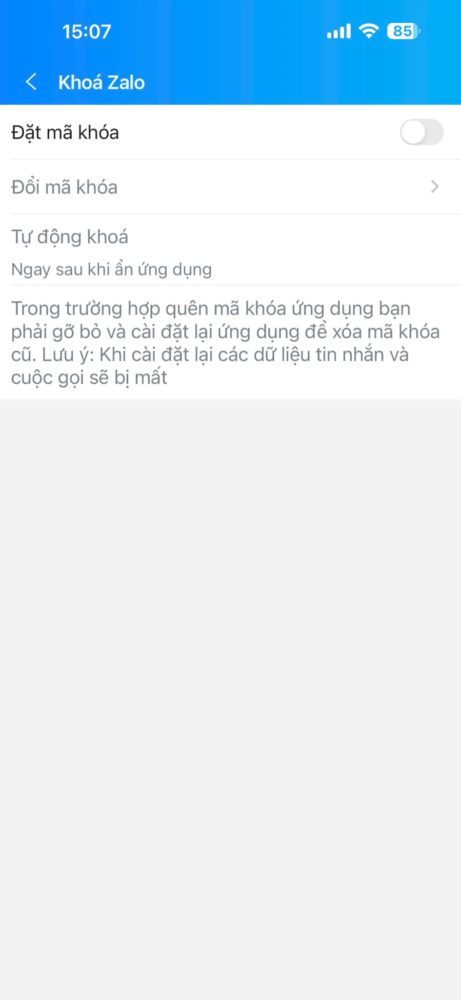 15:07
85
Khoá Zalo
Đặt mã khóa
Đổi mã khóa
Tự động khoá
Ngay sau khi ẩn ứng dụng
Trong trường hợp quên mã khóa ứng dụng bạn
phải gỡ bỏ và cài đặt lại ứng dụng để xóa mã khóa
cũ. Lưu ý: Khi cài đặt lại các dữ liệu tin nhắn và
cuộc gọi sẽ bị mất